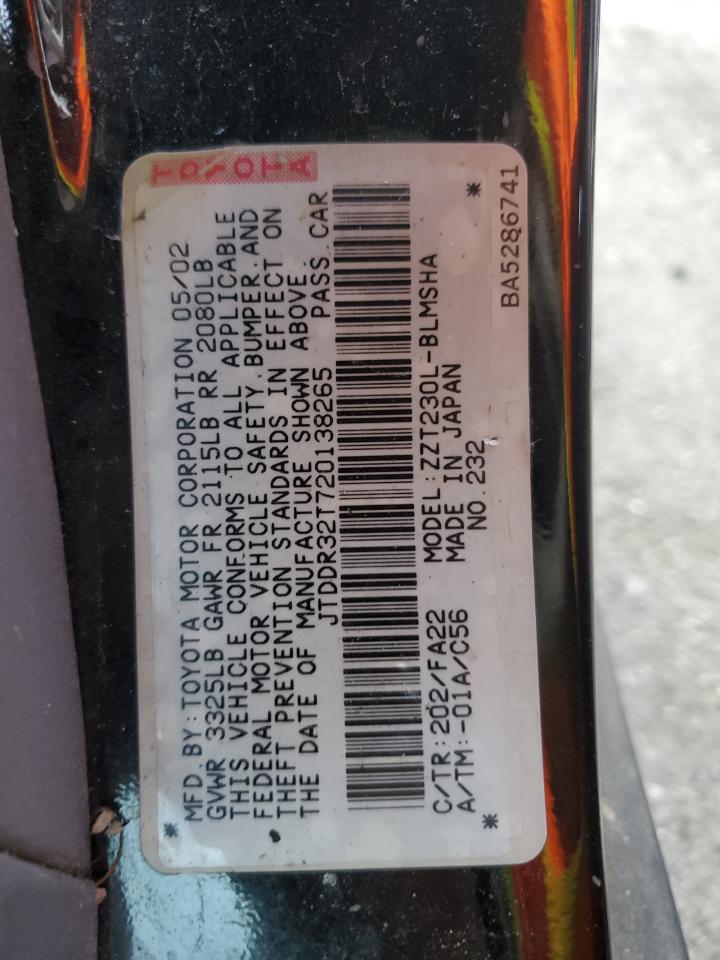 TOYOTA
MFD. BY: TOYOTA MOTOR CORPORATION 05/02
GVWR 3325LB GAWR FR 2115LB RR 2080LB
THIS VEHICLE CONFORMS TO ALL APPLICABLE
FEDERAL MOTOR VEHICLE SAFETY, BUMPER, AND
THEFT PREVENTION STANDARDS IN EFFECT ON
THE DATE OF MANUFACTURE SHOWN ABOVE.
JTDDR32T720138265 PASS. CAR
C/TR: 202/FA22 MODEL: ZZT230L-BLMSHA
A/TM: -01A/C56 MADE IN JAPAN
NO.232
BA5286741